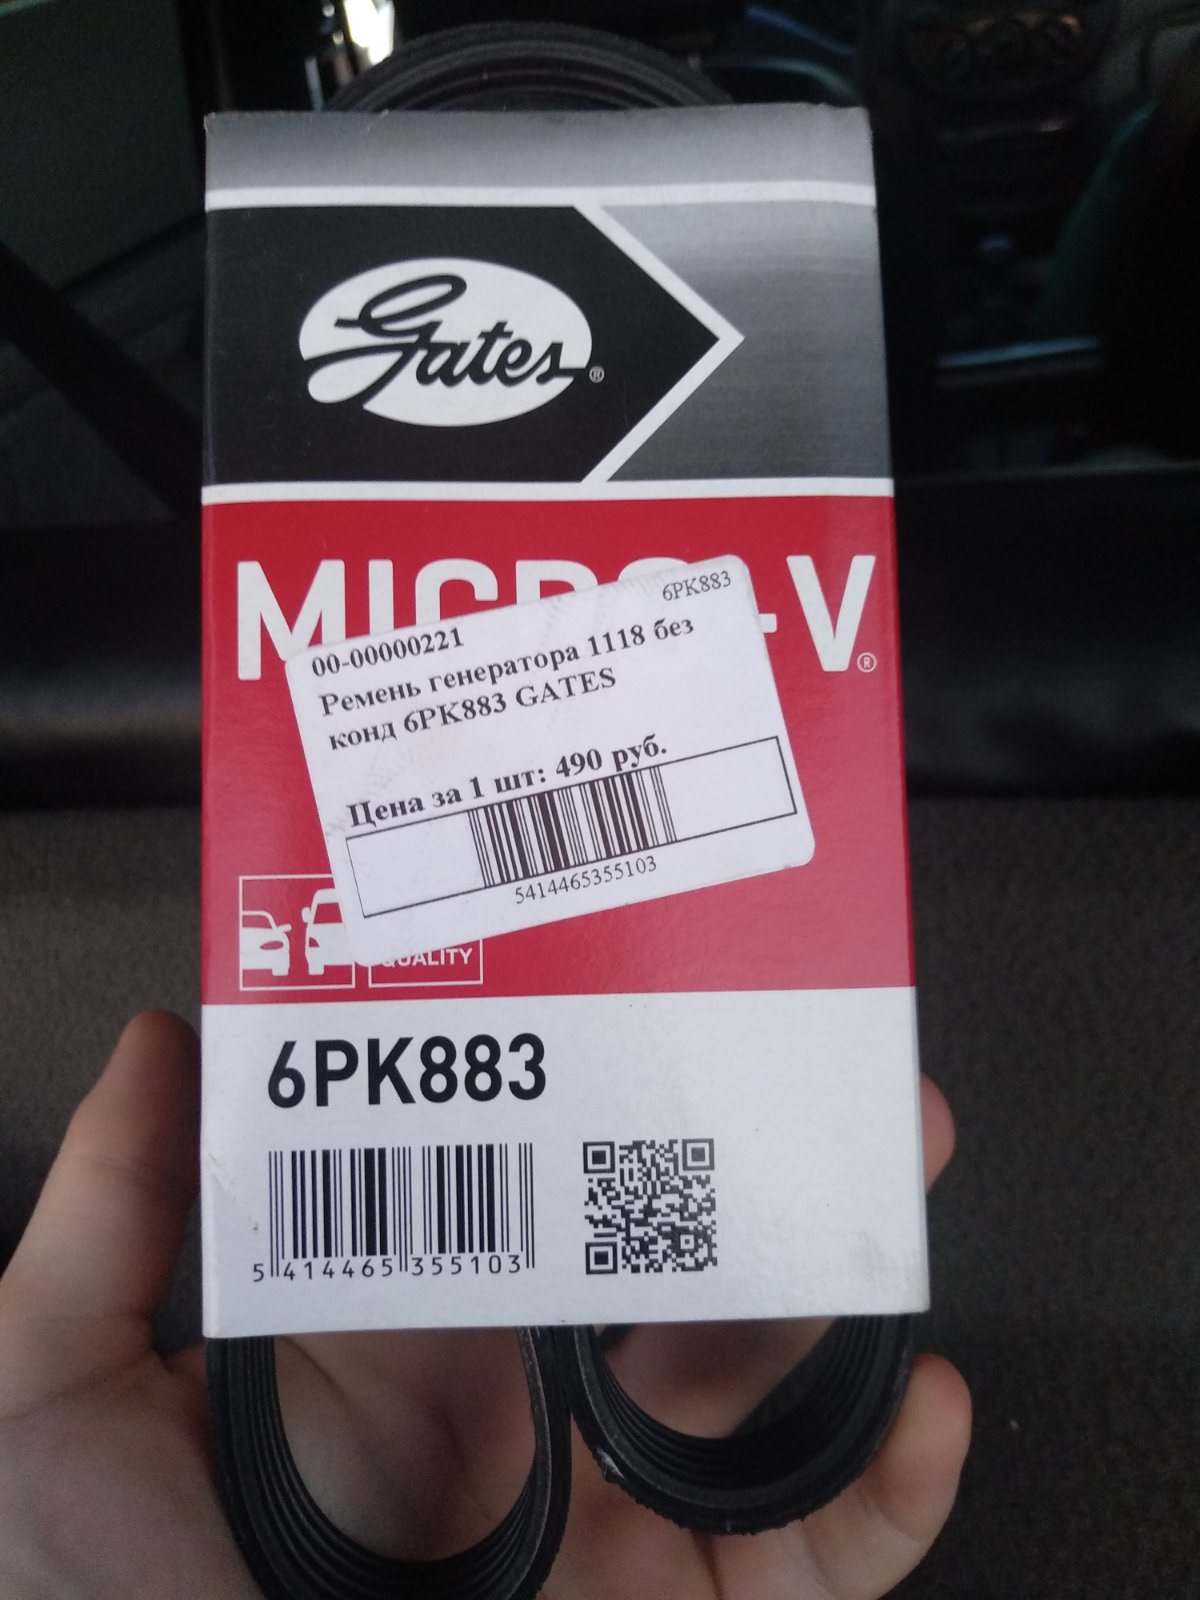 Gates®
MICRO-V®
6PK883
00-00000221
Ремень генератора 1118 без
конд 6PK883 GATES
Цена за 1 шт: 490 руб.
5414465355103
QUALITY
6PK883
5 414465 355103